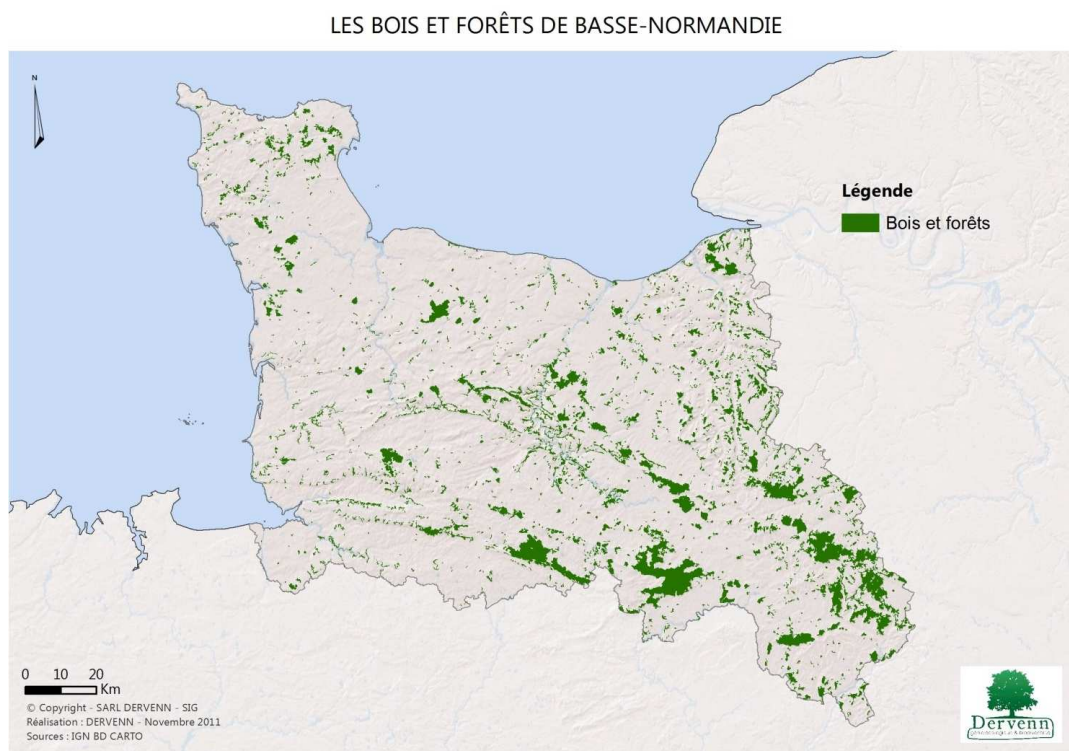 LES BOIS ET FORÊTS DE BASSE-NORMANDIE
N
Légende
Bois et forêts
0 10 20
Km
© Copyright - SARL DERVENN - SIG
Réalisation : DERVENN - Novembre 2011
Sources : IGN BD CARTO
Dervenn